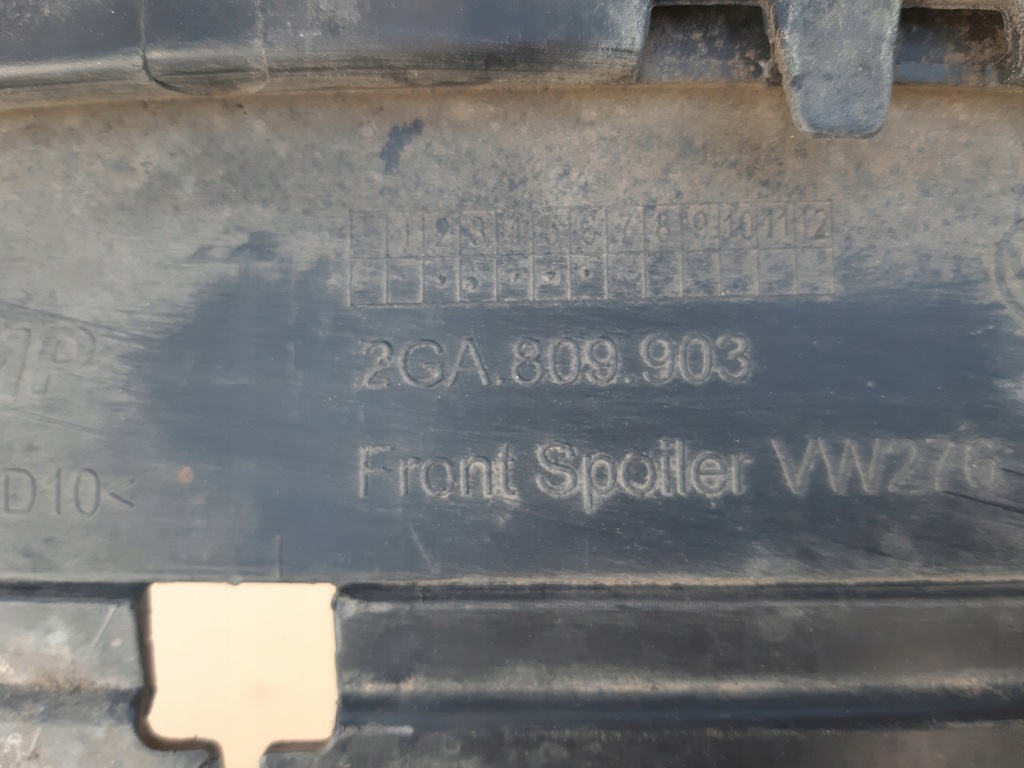 1 2 3 4 5 6 7 8 9 10 11 12
2GA.809.903
Front Spoiler VW276
D10<